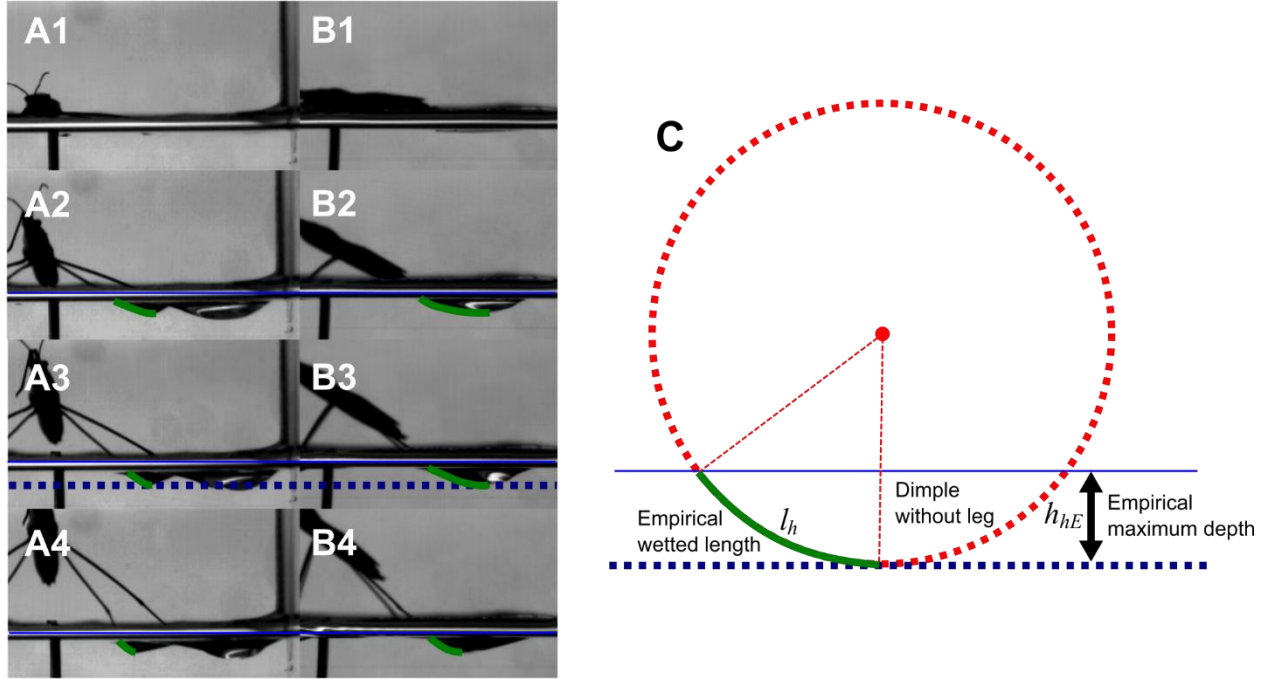 A1
B1
A2
B2
A3
B3
A4
B4
C
Empirical
wetted length
l_h
Dimple
without leg
h_hE
Empirical
maximum depth